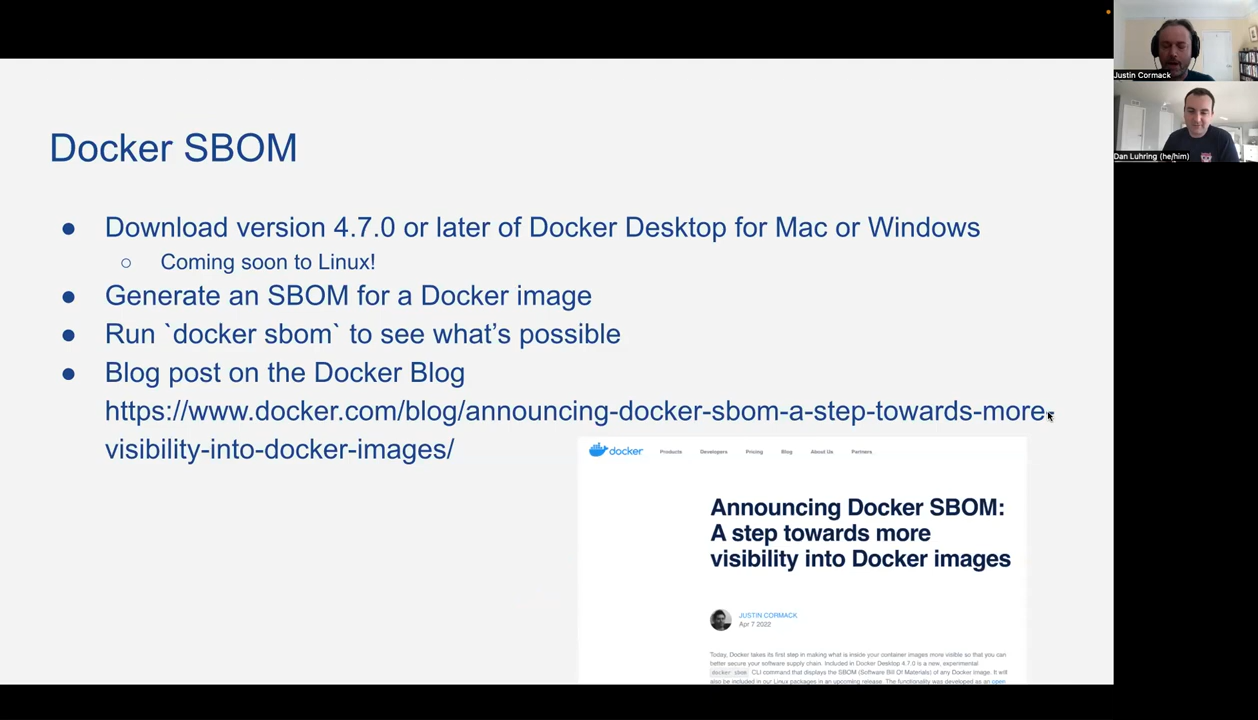 Docker SBOM
● Download version 4.7.0 or later of Docker Desktop for Mac or Windows
○ Coming soon to Linux!
● Generate an SBOM for a Docker image
● Run `docker sbom` to see what’s possible
● Blog post on the Docker Blog
https://www.docker.com/blog/announcing-docker-sbom-a-step-towards-more-
visibility-into-docker-images/
docker Products Developers Pricing Blog About Us Partners
Announcing Docker SBOM:
A step towards more
visibility into Docker images
JUSTIN CORMACK
Apr 7 2022
Today, Docker takes its first step in making what is inside your container images more visible so that you can
better secure your software supply chain. Included in Docker Desktop 4.7.0 is a new, experimental
docker sbom CLI command that displays the SBOM (Software Bill Of Materials) of any Docker image. It will
also be included in our Linux packages in an upcoming release. The functionality was developed as an open
Justin Cormack
Dan Luhring (he/him)